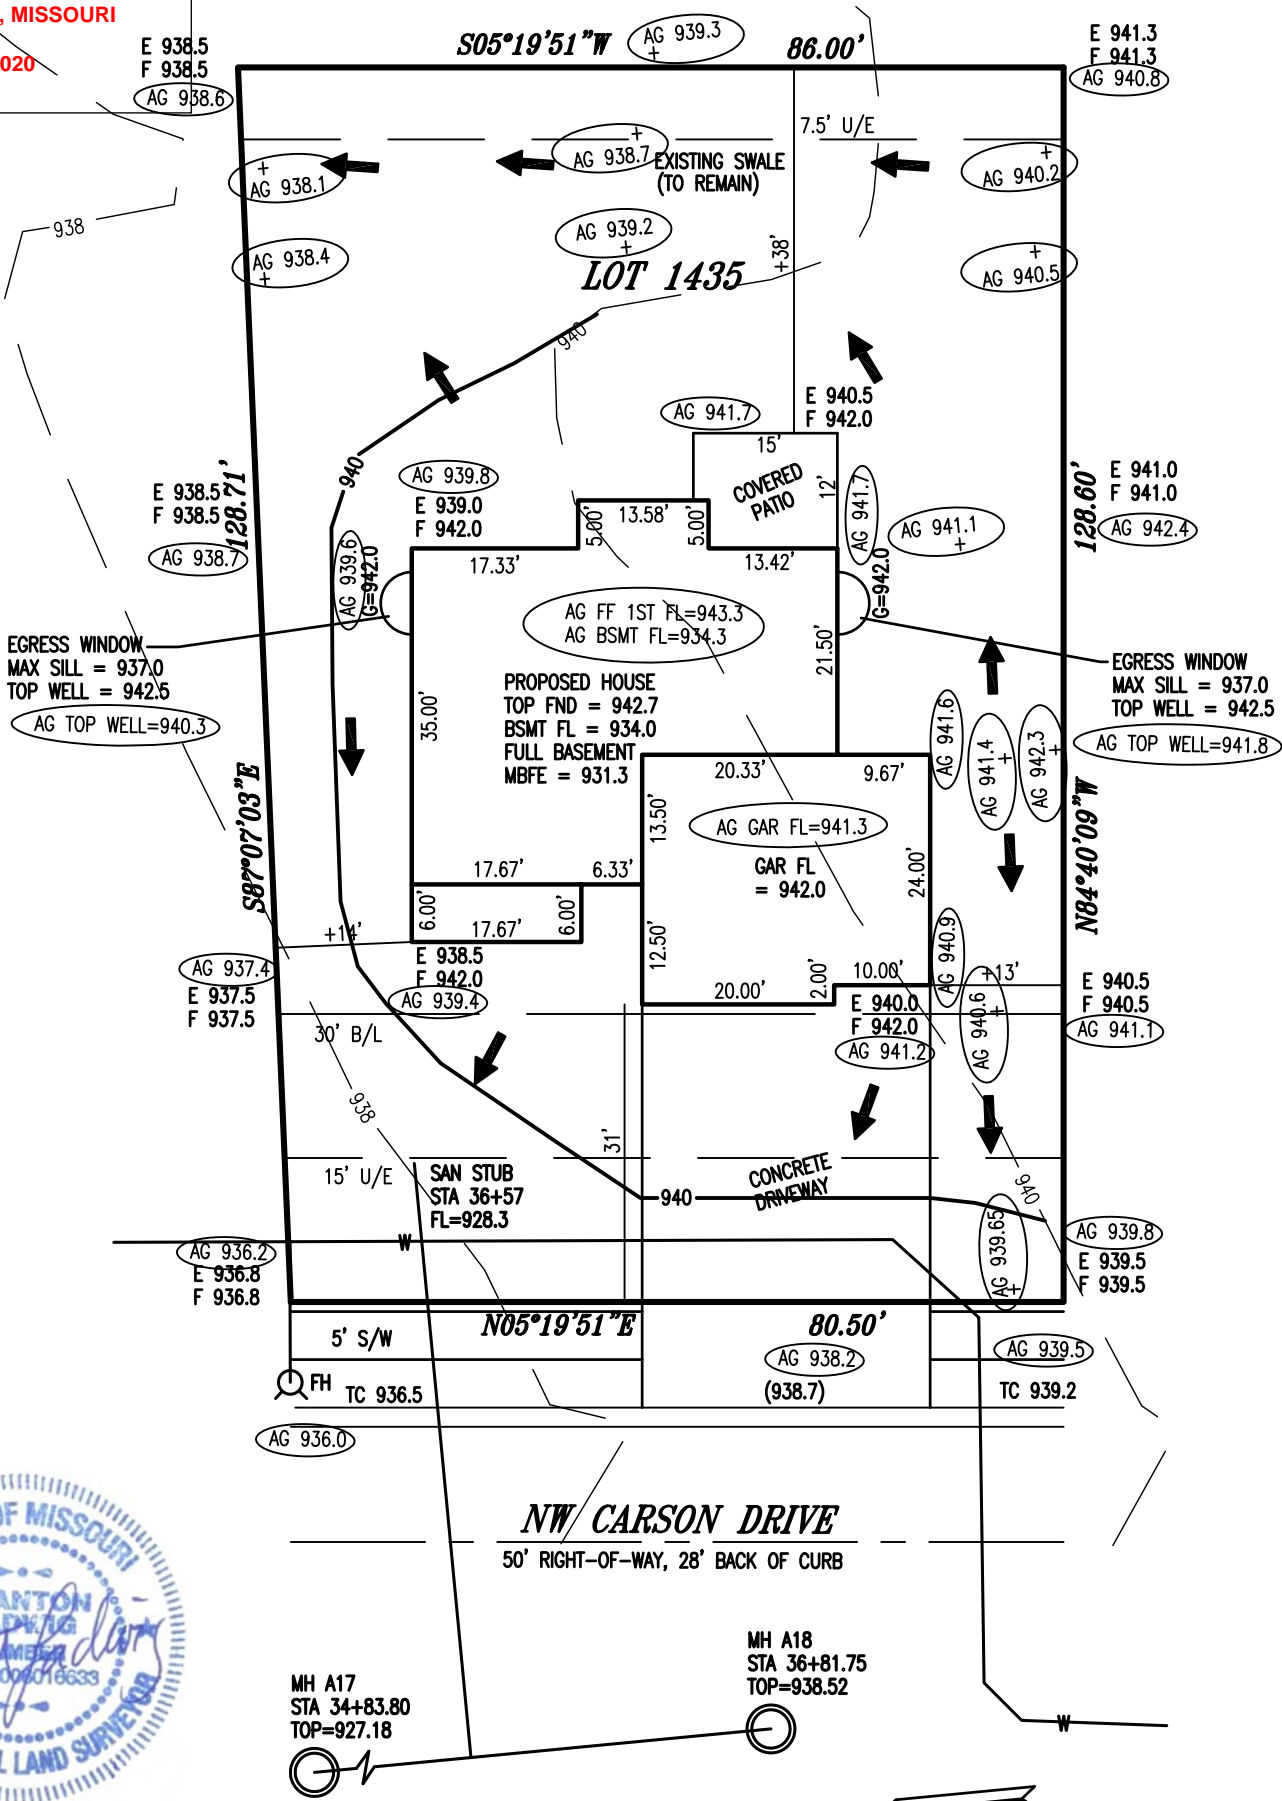 , MISSOURI
020
E 938.5
F 938.5
AG 938.6
S05°19'51"W
AG 939.3
86.00'
E 941.3
F 941.3
AG 940.8
7.5' U/E
AG 938.1
AG 938.7
EXISTING SWALE
(TO REMAIN)
AG 940.2
938
AG 938.4
AG 939.2
+38'
AG 940.5
LOT 1435
940
940
AG 941.7
E 940.5
F 942.0
15'
COVERED
PATIO
12'
E 938.5
F 938.5
128.71'
AG 938.7
AG 939.8
E 939.0
F 942.0
5.00'
13.58'
5.00'
AG 941.7
AG 941.1
128.60'
E 941.0
F 941.0
AG 942.4
AG 939.6
G=942.0
17.33'
13.42'
G=942.0
AG FF 1ST FL=943.3
AG BSMT FL=934.3
21.50'
EGRESS WINDOW
MAX SILL = 937.0
TOP WELL = 942.5
AG TOP WELL=940.3
EGRESS WINDOW
MAX SILL = 937.0
TOP WELL = 942.5
AG TOP WELL=941.8
35.00'
PROPOSED HOUSE
TOP FND = 942.7
BSMT FL = 934.0
FULL BASEMENT
MBFE = 931.3
AG 941.6
AG 941.4
AG 942.3
20.33'
9.67'
S87°07'03"E
N84°40'09"W
13.50'
AG GAR FL=941.3
GAR FL
= 942.0
24.00'
17.67'
6.33'
6.00'
17.67'
6.00'
12.50'
+14'
AG 940.9
AG 937.4
E 937.5
F 937.5
E 938.5
F 942.0
AG 939.4
20.00'
2.00'
10.00'
E 940.0
F 942.0
AG 941.2
AG 940.6
+13'
E 940.5
F 940.5
AG 941.1
30' B/L
938
31'
15' U/E
SAN STUB
STA 36+57
FL=928.3
940
CONCRETE
DRIVEWAY
940
AG 939.65
AG 936.2
E 936.8
F 936.8
W
AG 939.8
E 939.5
F 939.5
N05°19'51"E
80.50'
5' S/W
AG 938.2
(938.7)
AG 939.5
FH
TC 936.5
TC 939.2
AG 936.0
NW CARSON DRIVE
50' RIGHT-OF-WAY, 28' BACK OF CURB
OF MISSOURI
ANTON
L LAND SURVEYOR
MH A17
STA 34+83.80
TOP=927.18
MH A18
STA 36+81.75
TOP=938.52
W